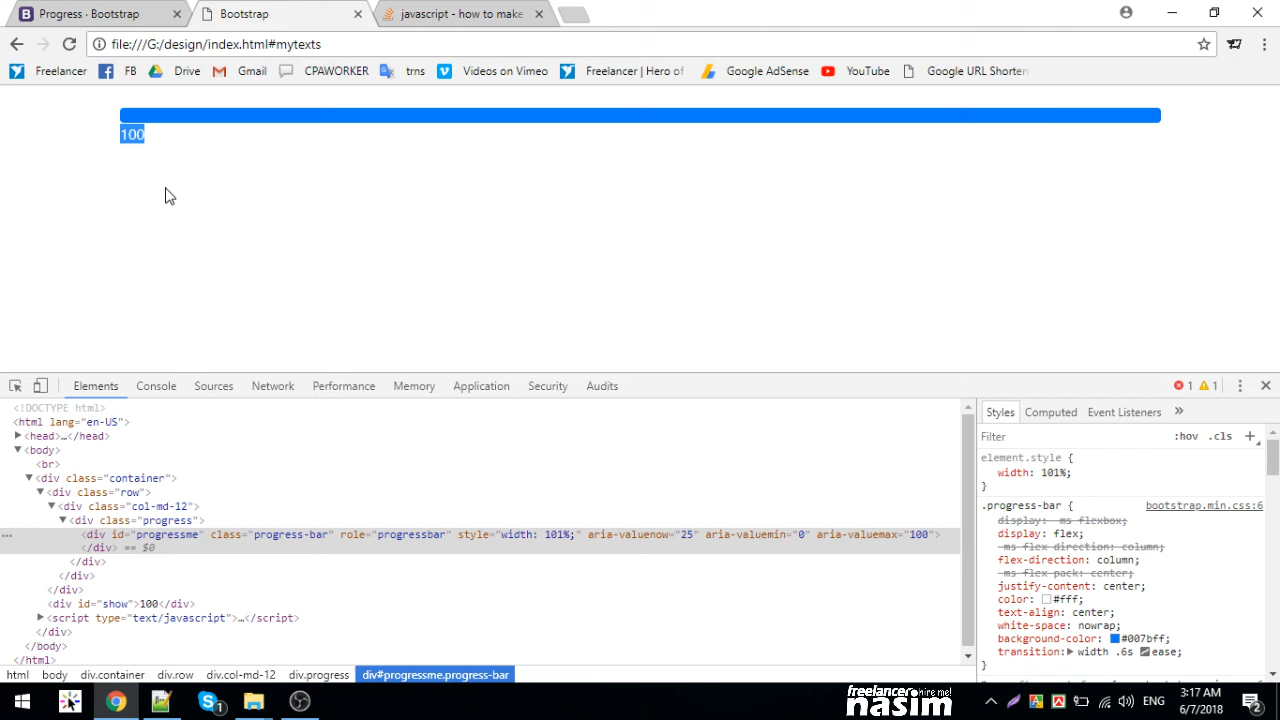 Progress · Bootstrap
Bootstrap
javascript - how to make
file:///G:/design/index.html#mytexts
Freelancer FB Drive Gmail CPAWORKER trns Videos on Vimeo Freelancer | Hero of Google AdSense YouTube Google URL Shorten
100
Elements Console Sources Network Performance Memory Application Security Audits 1 1
<!DOCTYPE html>
<html lang="en-US">
<head>…</head>
<body>
<br>
<div class="container">
<div class="row">
<div class="col-md-12">
<div class="progress">
<div id="progressme" class="progress-bar" role="progressbar" style="width: 101%;" aria-valuenow="25" aria-valuemin="0" aria-valuemax="100">
</div> == $0
</div>
</div>
</div>
<div id="show">100</div>
<script type="text/javascript">…</script>
</div>
</body>
</html>
html body div.container div.row div.col-md-12 div.progress div#progressme.progress-bar
Styles Computed Event Listeners »
Filter :hov .cls +
element.style {
width: 101%;
}
.progress-bar { bootstrap.min.css:6
display: -ms-flexbox;
display: flex;
-ms-flex-direction: column;
flex-direction: column;
-ms-flex-pack: center;
justify-content: center;
color: #fff;
text-align: center;
white-space: nowrap;
background-color: #007bff;
transition: width .6s ease;
}
1
freelancer hire me!
nasim
ENG
3:17 AM
6/7/2018
2